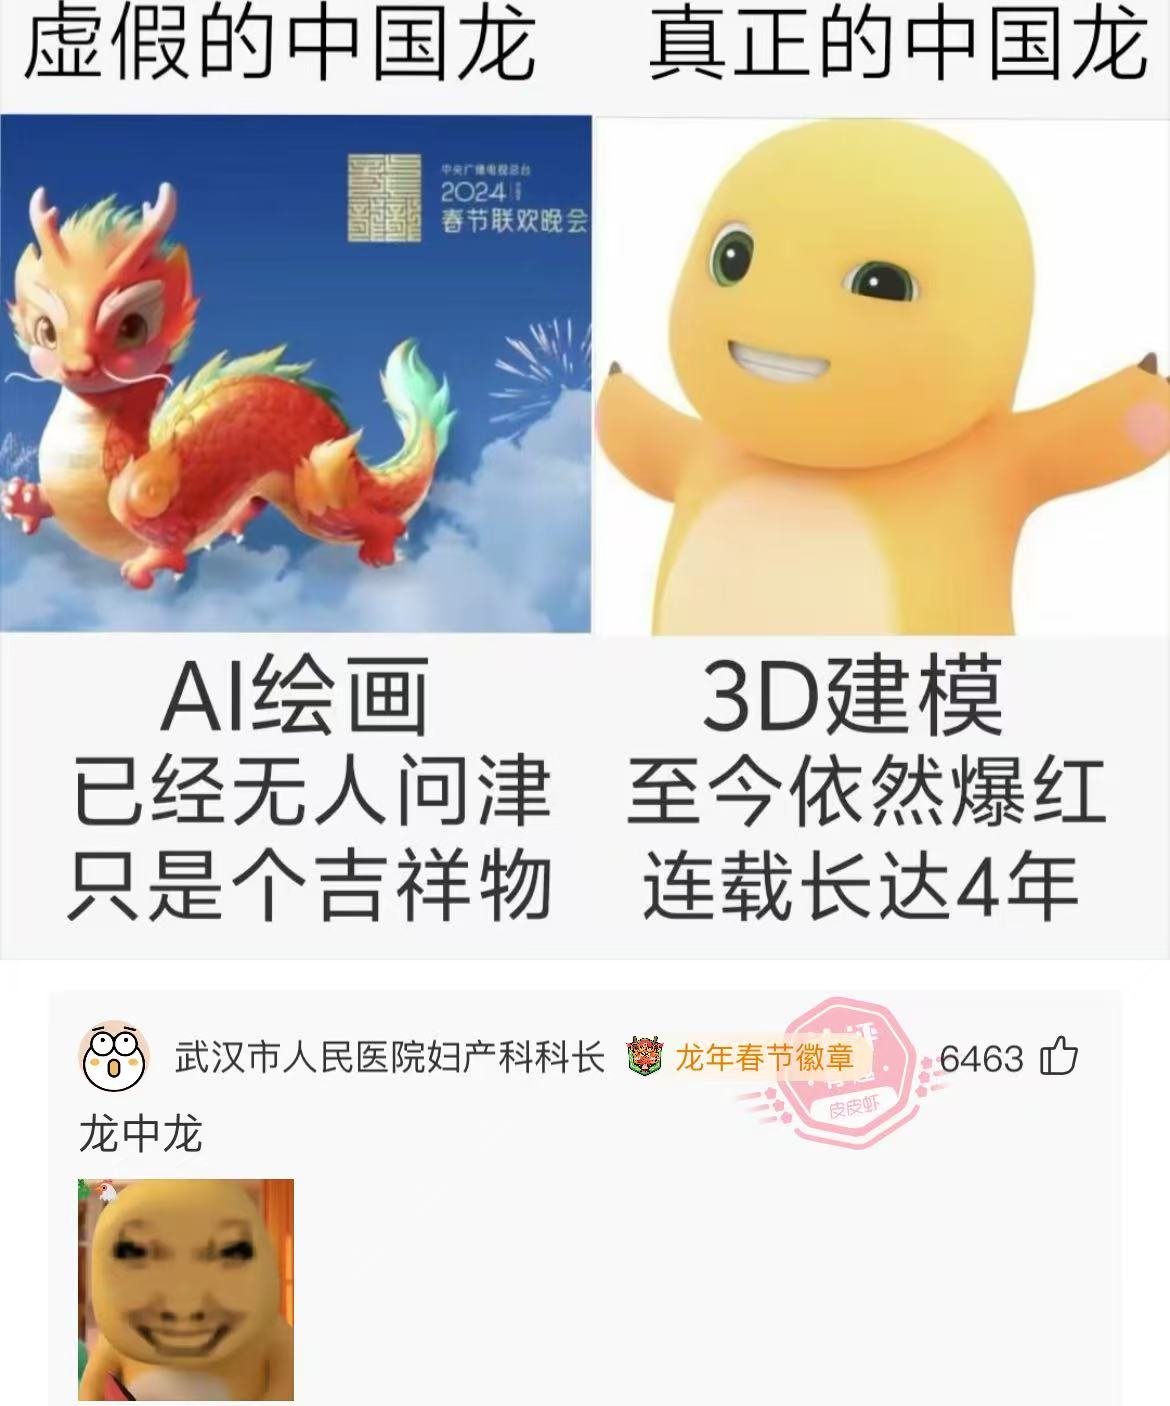 虚假的中国龙
真正的中国龙
中央广播电视总台
2024
春节联欢晚会
AI绘画
已经无人问津
只是个吉祥物
3D建模
至今依然爆红
连载长达4年
武汉市人民医院妇产科科长
龙年春节徽章
6463
皮皮虾
龙中龙